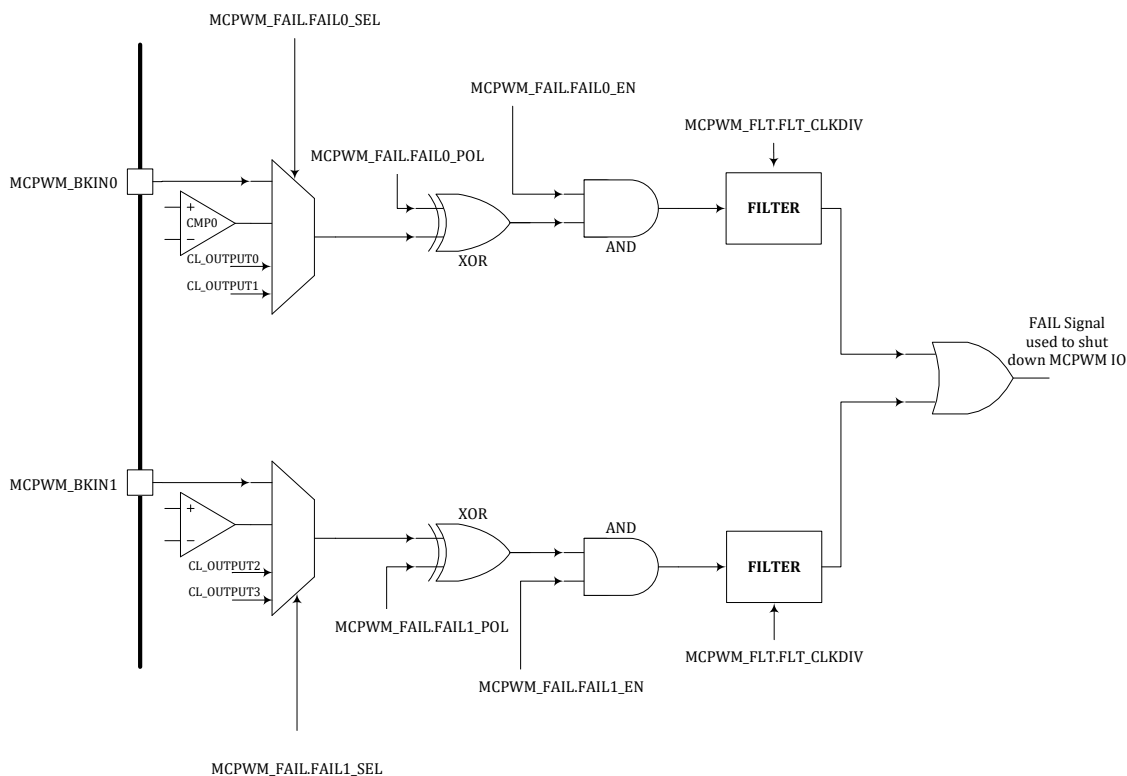 MCPWM_FAIL.FAIL0_SEL
MCPWM_FAIL.FAIL0_EN
MCPWM_FLT.FLT_CLKDIV
MCPWM_FAIL.FAIL0_POL
MCPWM_BKIN0
+
CMP0
−
FILTER
AND
XOR
CL_OUTPUT0
CL_OUTPUT1
FAIL Signal
used to shut
down MCPWM IO
MCPWM_BKIN1
+
−
XOR
AND
CL_OUTPUT2
CL_OUTPUT3
FILTER
MCPWM_FAIL.FAIL1_POL
MCPWM_FLT.FLT_CLKDIV
MCPWM_FAIL.FAIL1_EN
MCPWM_FAIL.FAIL1_SEL